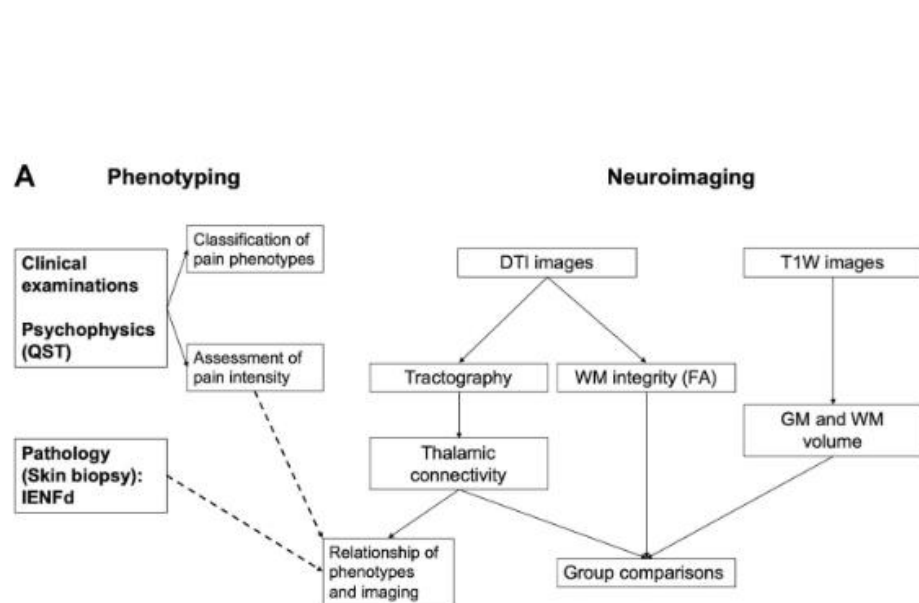 A
Phenotyping
Neuroimaging
Clinical
examinations
Psychophysics
(QST)
Classification of
pain phenotypes
Assessment of
pain intensity
Pathology
(Skin biopsy):
IENFd
DTI images
T1W images
Tractography
WM integrity (FA)
Thalamic
connectivity
GM and WM
volume
Relationship of
phenotypes
and imaging
Group comparisons